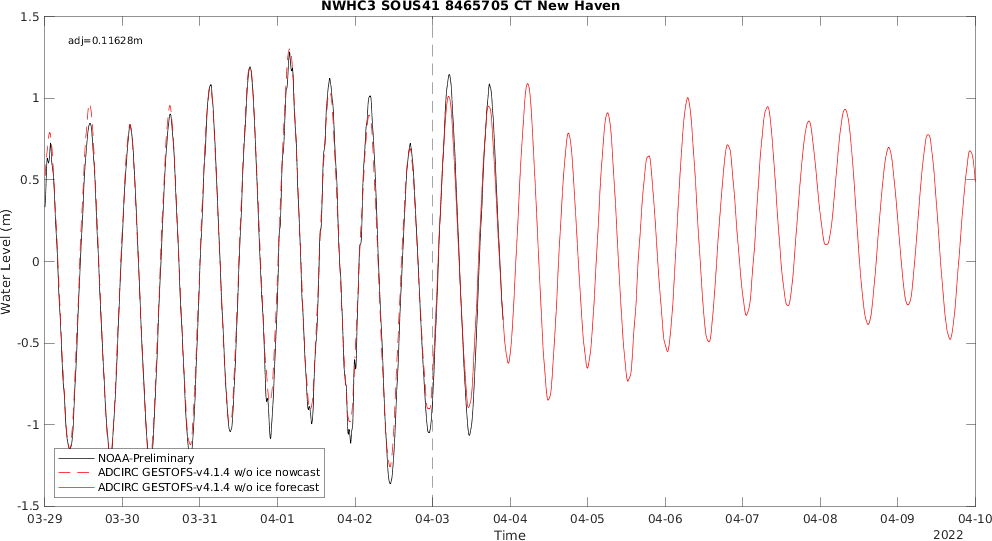 NWHC3 SOUS41 8465705 CT New Haven
adj=0.11628m
1.5
1
0.5
0
-0.5
-1
-1.5
Water Level (m)
NOAA-Preliminary
ADCIRC GESTOFS-v4.1.4 w/o ice nowcast
ADCIRC GESTOFS-v4.1.4 w/o ice forecast
03-29 03-30 03-31 04-01 04-02 04-03 04-04 04-05 04-06 04-07 04-08 04-09 04-10
Time
2022